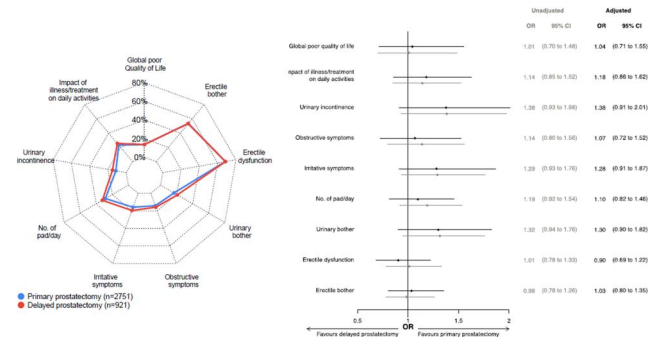 Global poor
Quality of Life
80%
60%
40%
20%
0%
Erectile
bother
Erectile
dysfunction
Urinary
bother
Obstructive
symptoms
Irritative
symptoms
No. of
pad/day
Urinary
incontinence
Impact of
illness/treatment
on daily activities
Primary prostatectomy (n=2751)
Delayed prostatectomy (n=921)
Unadjusted Adjusted
OR 95% CI OR 95% CI
Global poor quality of life 1.01 (0.70 to 1.48) 1.04 (0.71 to 1.55)
npact of illness/treatment
on daily activities 1.14 (0.85 to 1.52) 1.18 (0.86 to 1.62)
Urinary incontinence 1.38 (0.93 to 1.98) 1.38 (0.91 to 2.01)
Obstructive symptoms 1.14 (0.80 to 1.56) 1.07 (0.72 to 1.52)
Irritative symptoms 1.29 (0.93 to 1.76) 1.28 (0.91 to 1.87)
No. of pad/day 1.19 (0.92 to 1.54) 1.10 (0.82 to 1.46)
Urinary bother 1.32 (0.94 to 1.76) 1.30 (0.90 to 1.82)
Erectile dysfunction 1.01 (0.78 to 1.33) 0.90 (0.69 to 1.22)
Erectile bother 0.98 (0.78 to 1.26) 1.03 (0.80 to 1.35)
0.5 1 1.5 2
OR
Favours delayed prostatectomy Favours primary prostatectomy